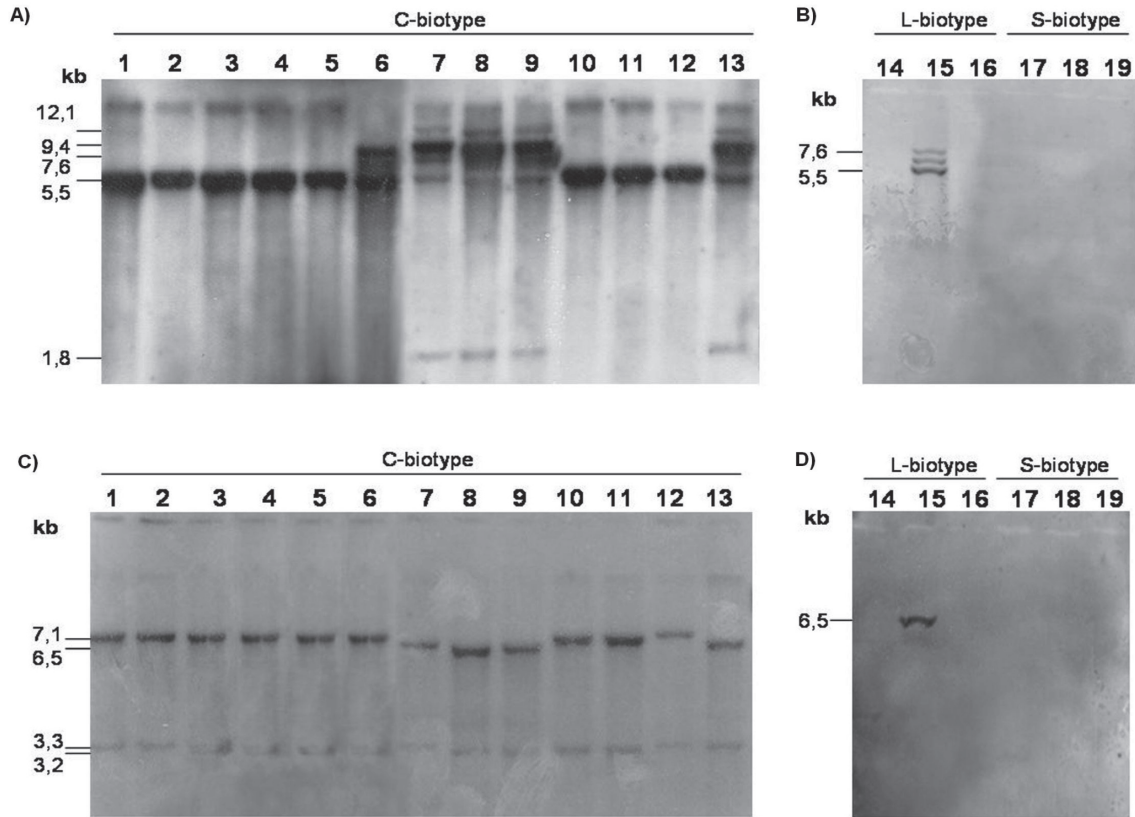 A)
C-biotype
kb 1 2 3 4 5 6 7 8 9 10 11 12 13
12,1
9,4
7,6
5,5
1,8
B)
L-biotype S-biotype
14 15 16 17 18 19
kb
7,6
5,5
C)
C-biotype
1 2 3 4 5 6 7 8 9 10 11 12 13
kb
7,1
6,5
3,3
3,2
D)
L-biotype S-biotype
14 15 16 17 18 19
kb
6,5